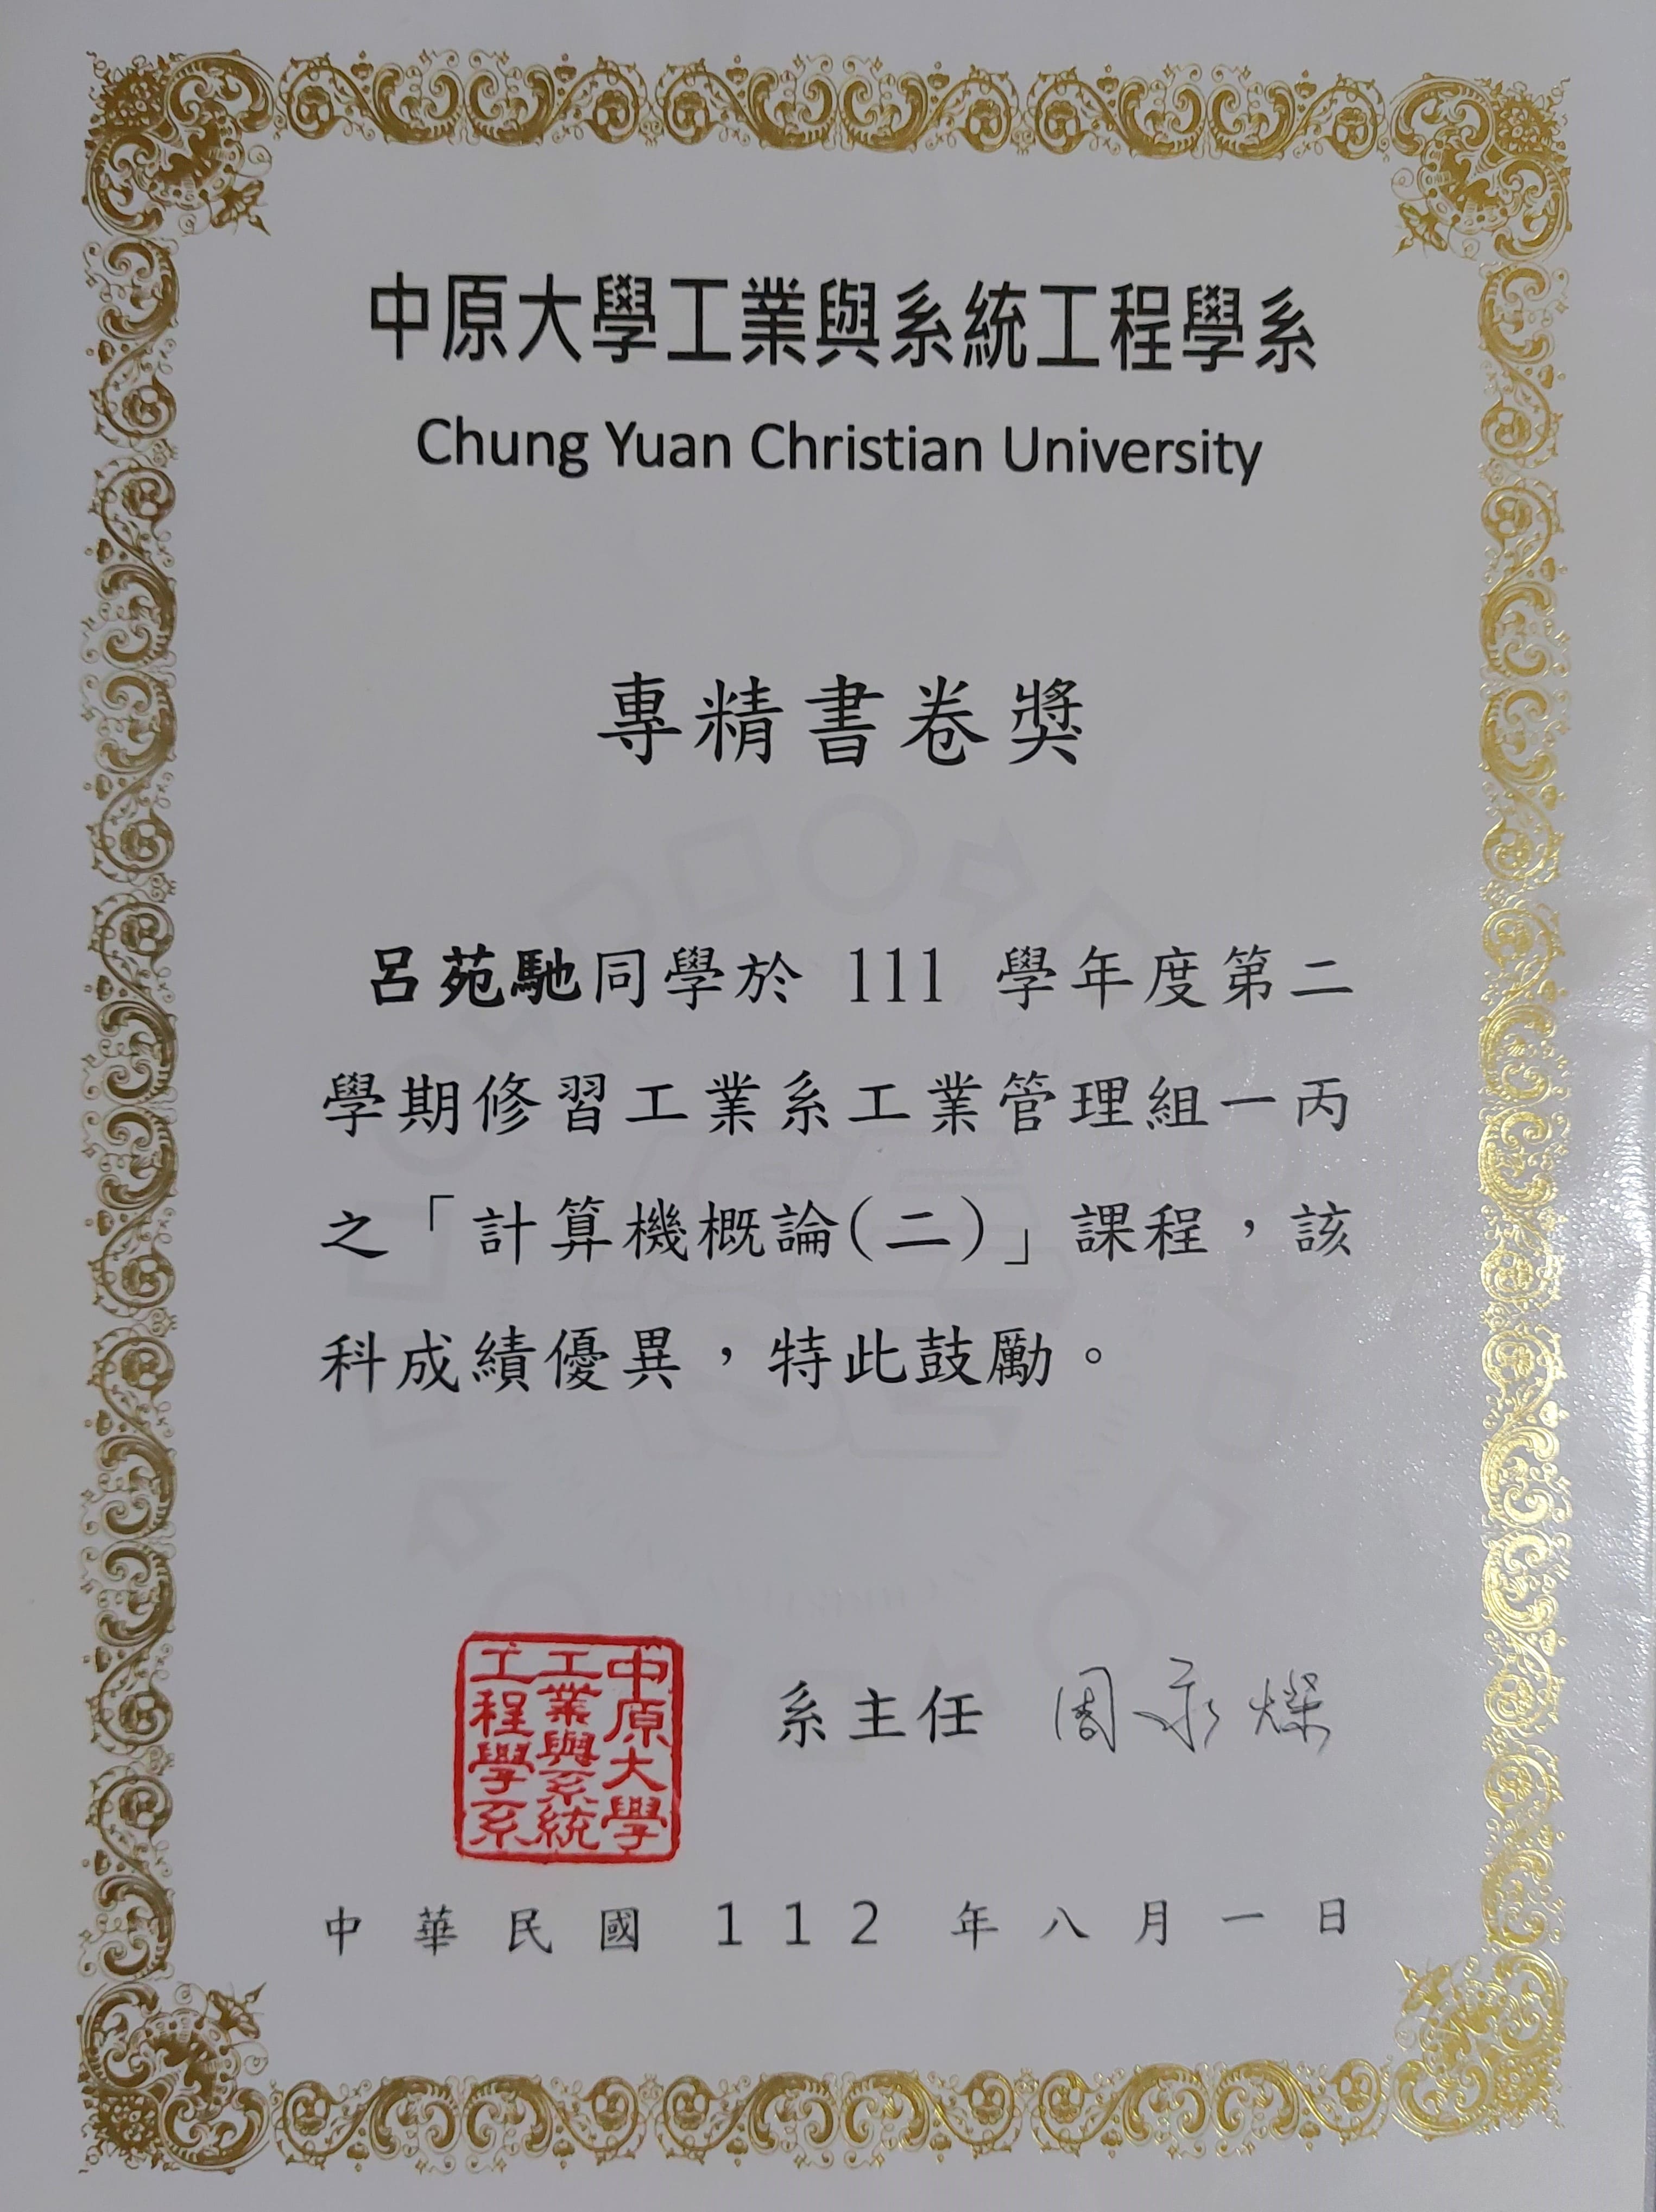 中原大學工業與系統工程學系
Chung Yuan Christian University
專精書卷獎
呂苑馳同學於 111 學年度第二
學期修習工業系工業管理組一丙
之「計算機概論(二)」課程，該
科成績優異，特此鼓勵。
中原大學
工業與系統
工程學系
系主任 周永燦
中華民國 112 年八月一日